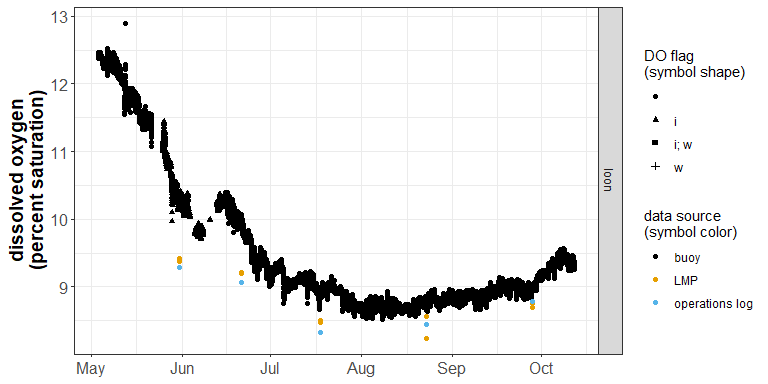 dissolved oxygen
(percent saturation)
13
12
11
10
9
May
Jun
Jul
Aug
Sep
Oct
loon
DO flag
(symbol shape)
i
i; w
w
data source
(symbol color)
buoy
LMP
operations log